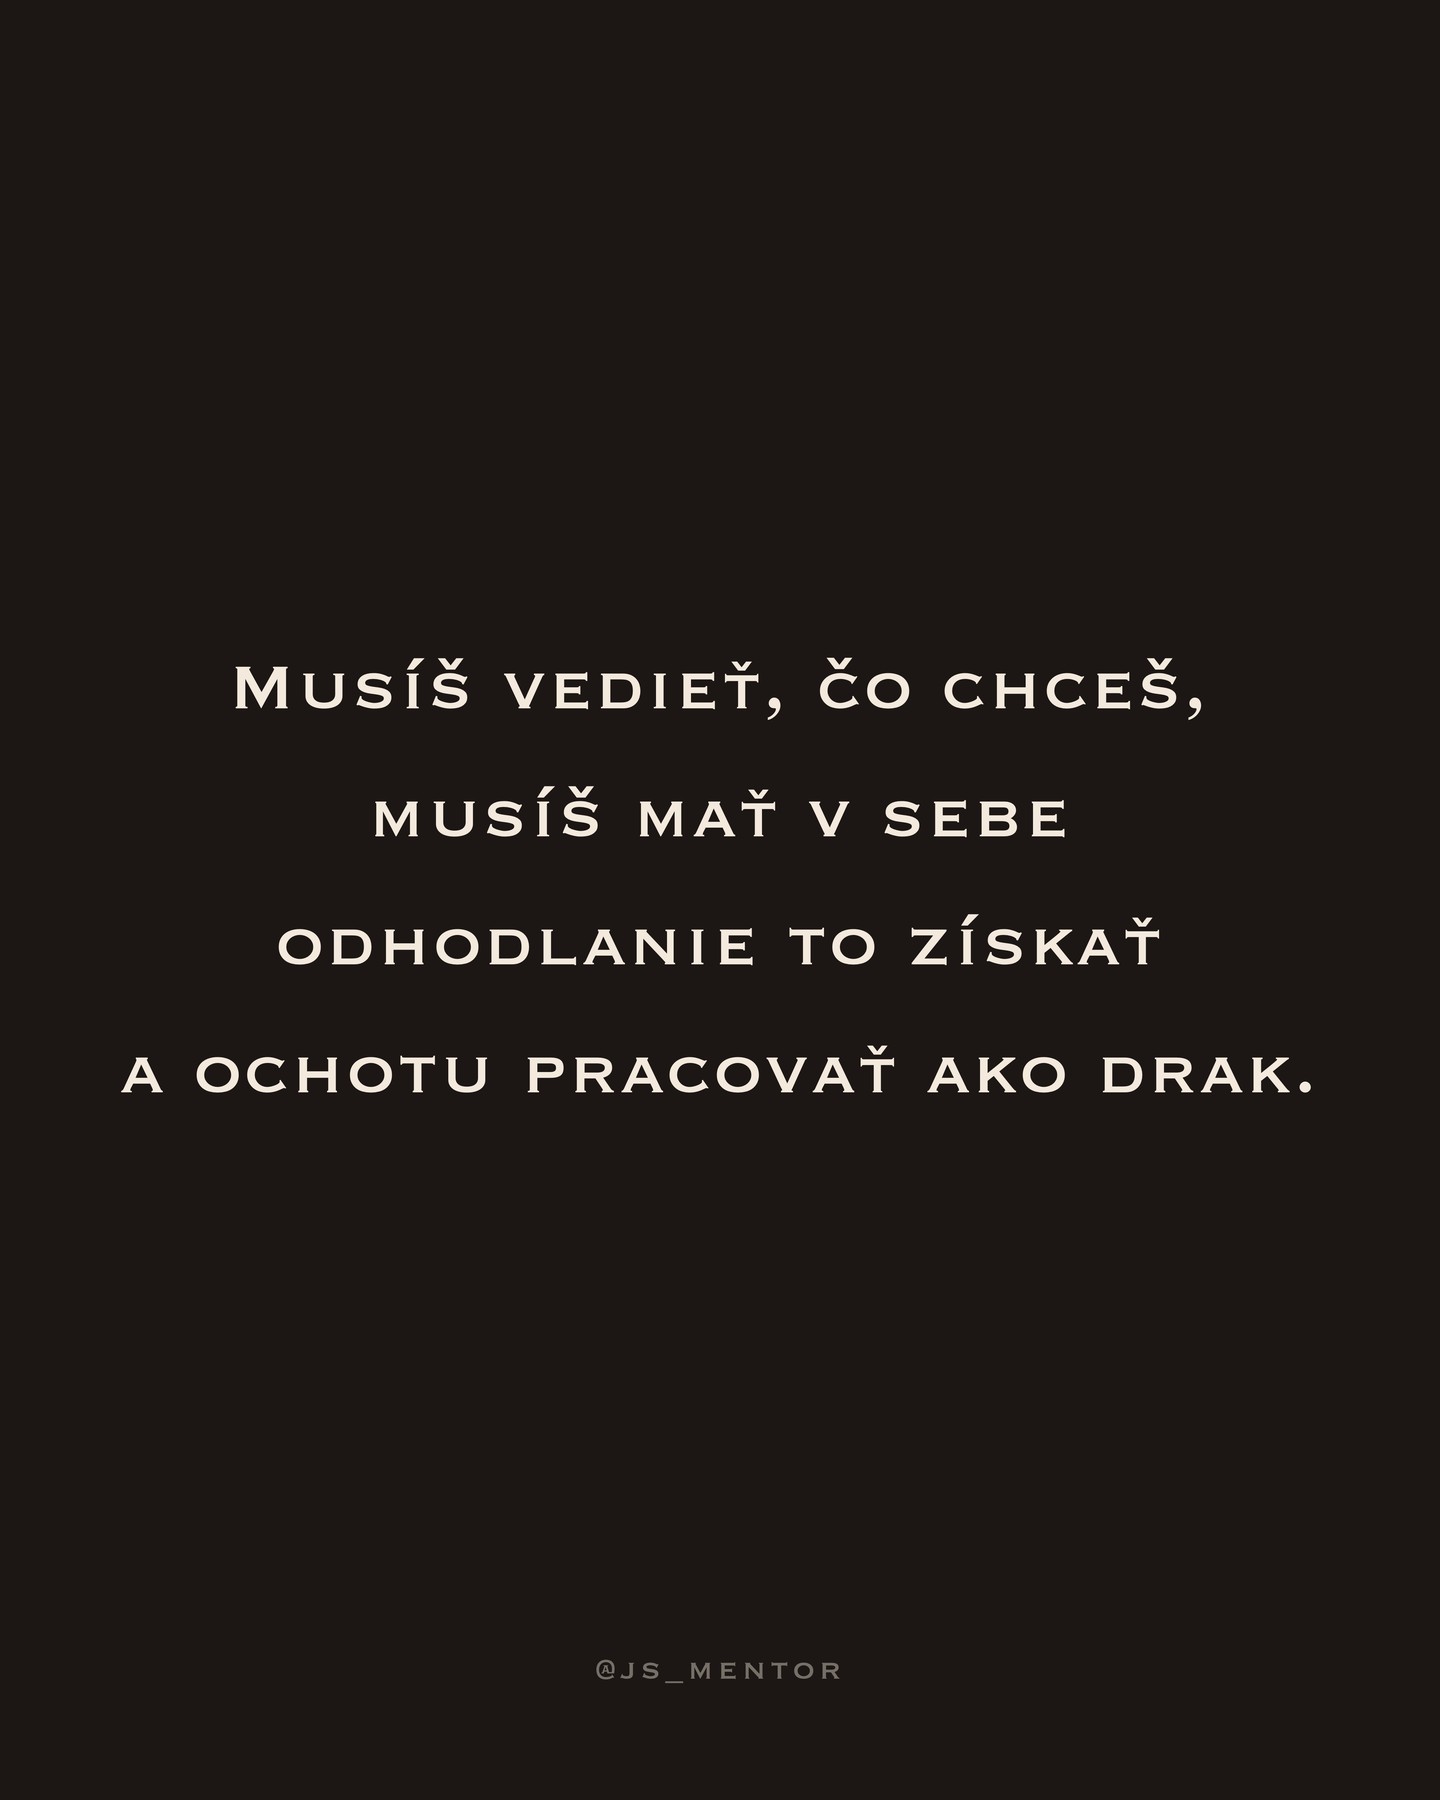 Musíš vedieť, čo chceš,
musíš mať v sebe
odhodlanie to získať
a ochotu pracovať ako drak.
@js_mentor